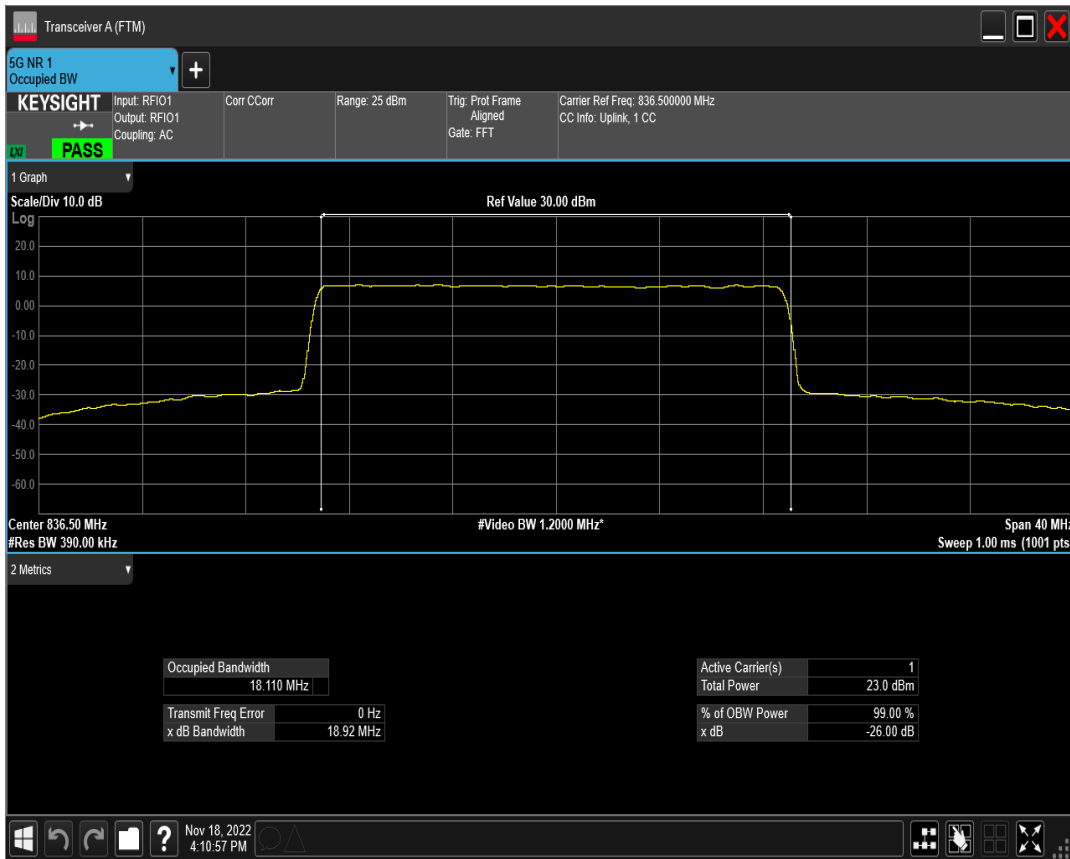 Transceiver A (FTM)
5G NR 1
Occupied BW
+
KEYSIGHT
LXI
PASS
Input: RFIO1
Output: RFIO1
Coupling: AC
Corr CCorr
Range: 25 dBm
Trig: Prot Frame
Aligned
Gate: FFT
Carrier Ref Freq: 836.500000 MHz
CC Info: Uplink, 1 CC
1 Graph
Scale/Div 10.0 dB
Ref Value 30.00 dBm
Log
20.0
10.0
0.00
-10.0
-20.0
-30.0
-40.0
-50.0
-60.0
Center 836.50 MHz
#Video BW 1.2000 MHz*
Span 40 MHz
#Res BW 390.00 kHz
Sweep 1.00 ms (1001 pts
2 Metrics
Occupied Bandwidth
18.110 MHz
Transmit Freq Error 0 Hz
x dB Bandwidth 18.92 MHz
Active Carrier(s) 1
Total Power 23.0 dBm
% of OBW Power 99.00 %
x dB -26.00 dB
?
Nov 18, 2022
4:10:57 PM